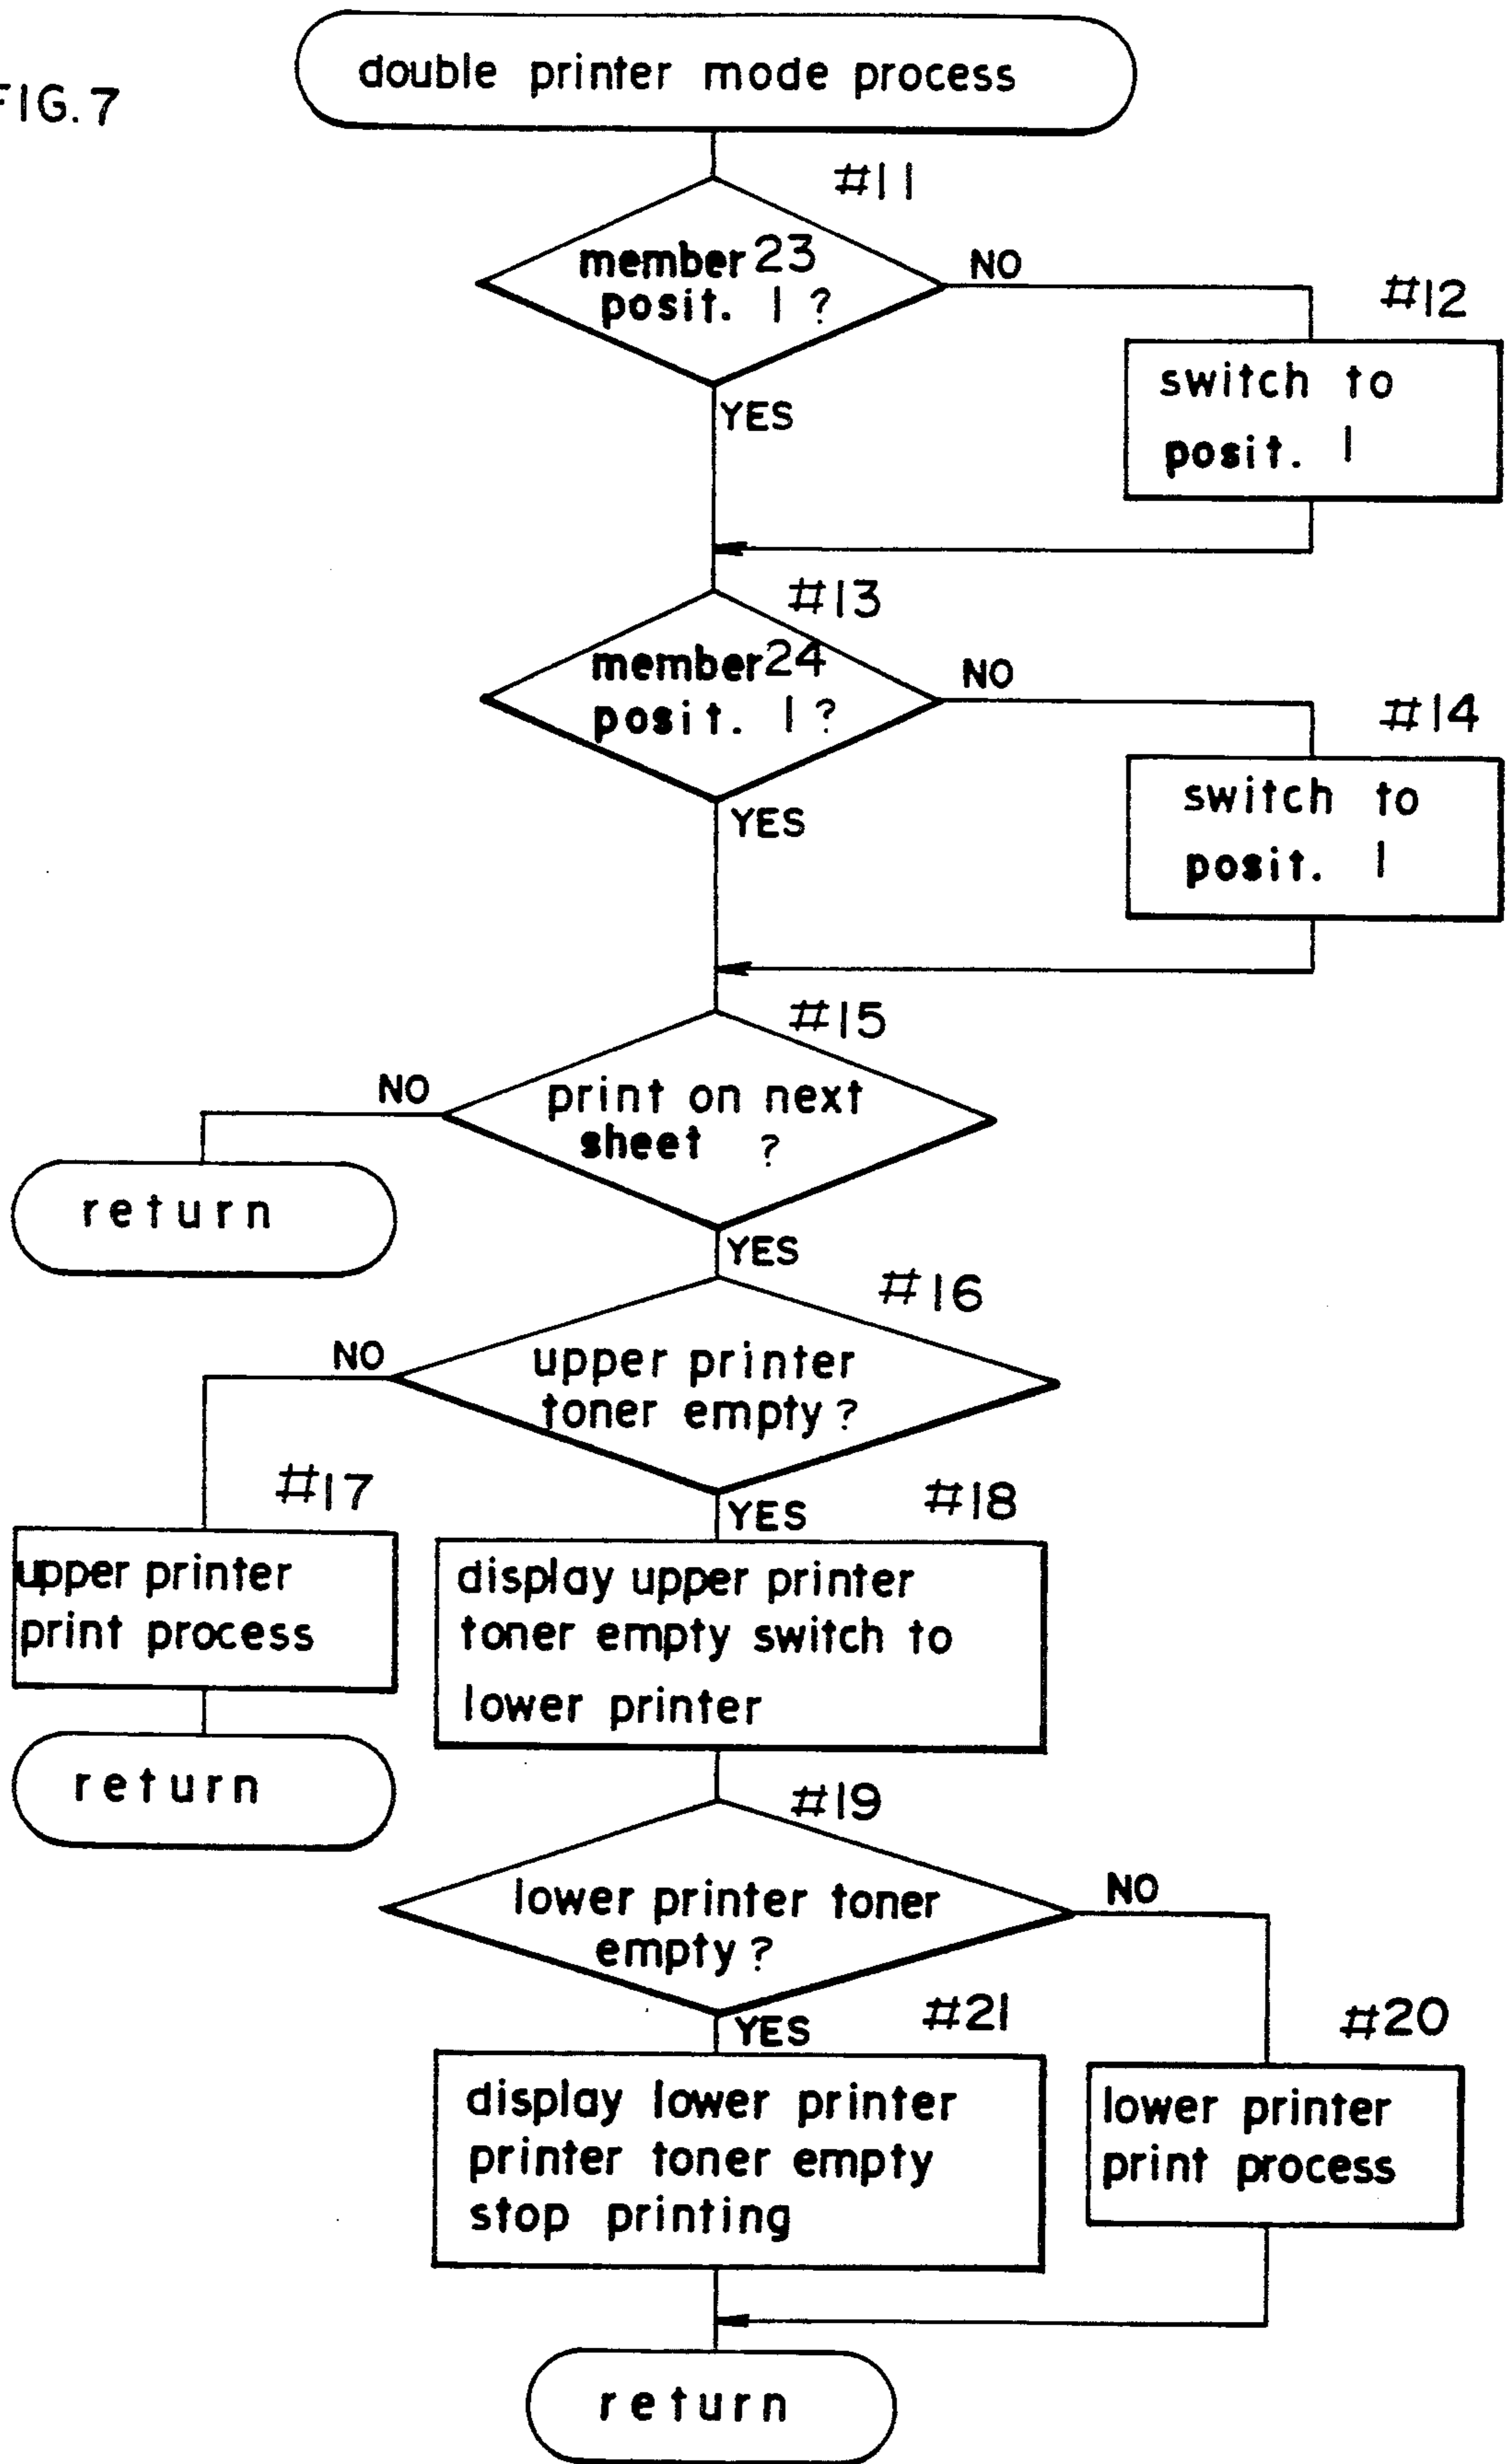 FIG.7
double printer mode process
#11
member 23
posit. 1 ?
NO
YES
#12
switch to
posit. 1
#13
member 24
posit. 1 ?
NO
YES
#14
switch to
posit. 1
#15
print on next
sheet ?
NO
return
YES
#16
upper printer
toner empty ?
NO
#17
upper printer
print process
return
YES
#18
display upper printer
toner empty switch to
lower printer
#19
lower printer toner
empty ?
NO
YES
#21
display lower printer
printer toner empty
stop printing
#20
lower printer
print process
return